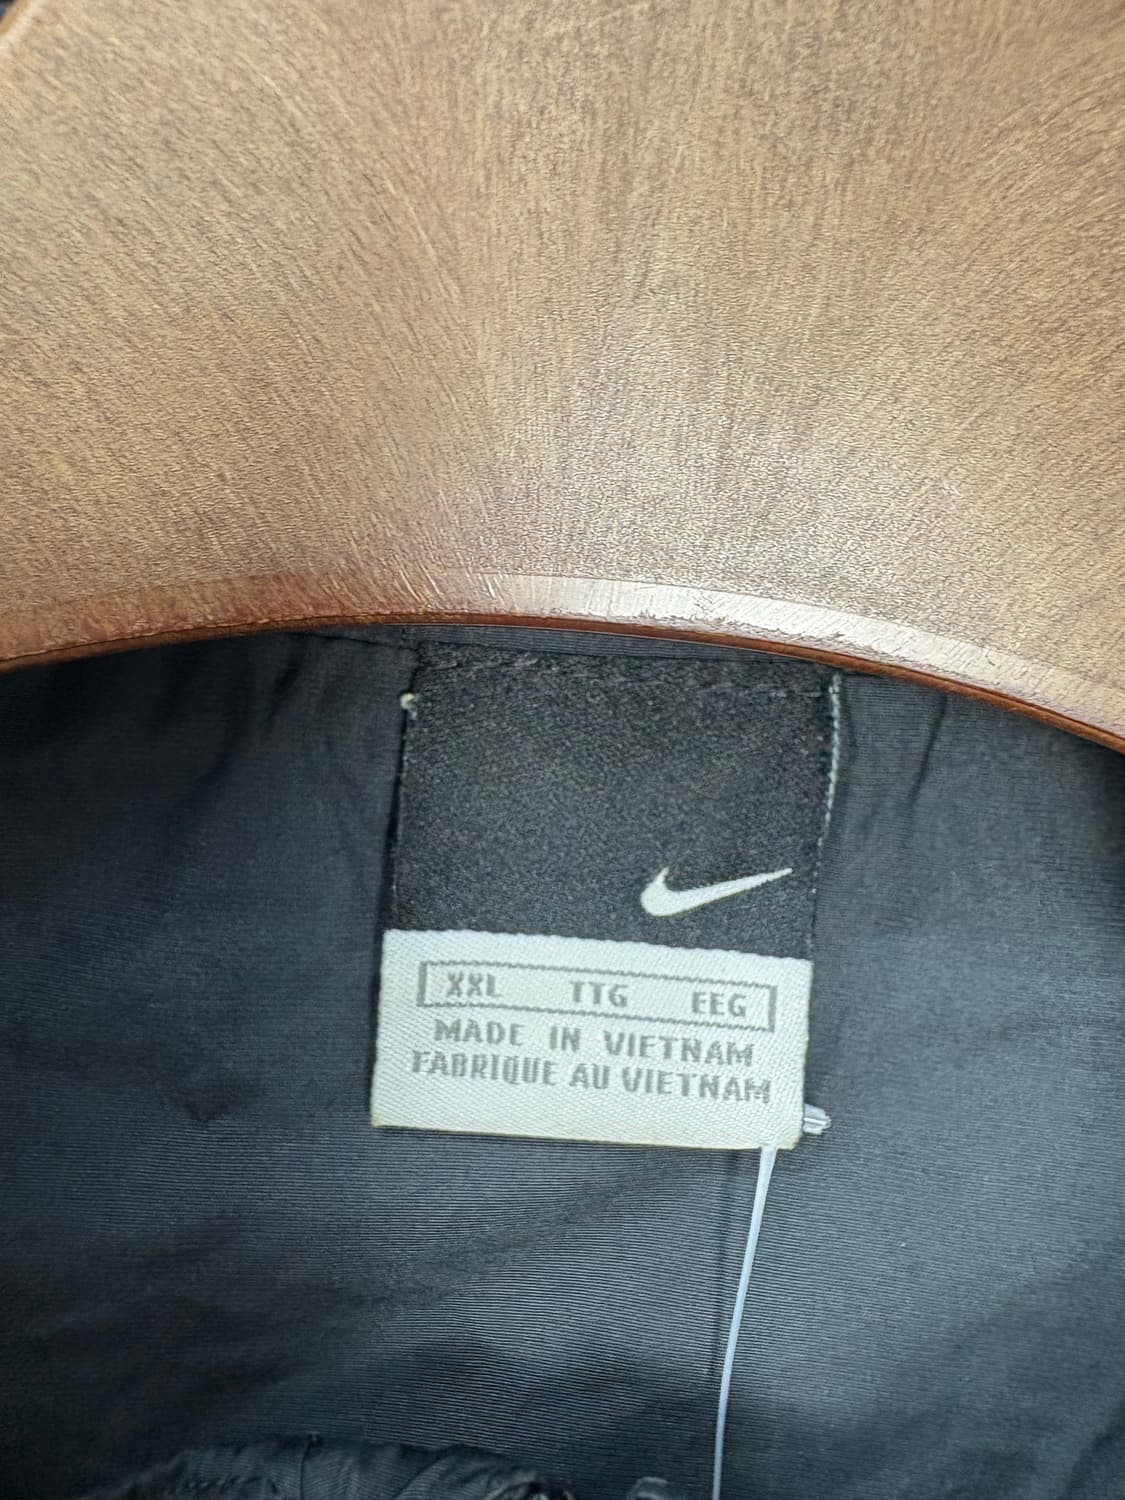 XXL TTG EEG
MADE IN VIETNAM
FABRIQUE AU VIETNAM